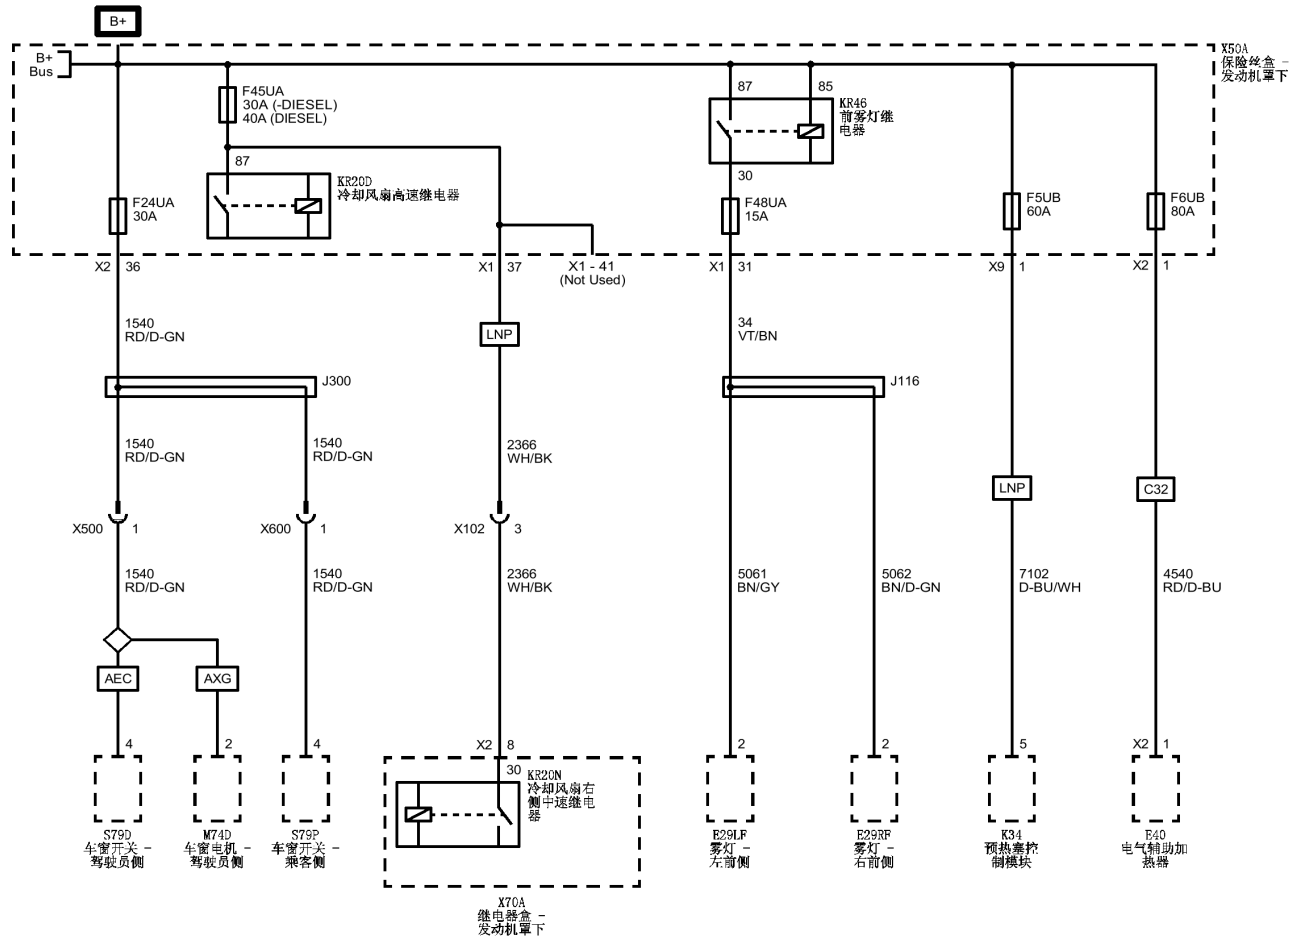 B+
B+
Bus
X50A
保险丝盒 -
发动机罩下
F45UA
30A (-DIESEL)
40A (DIESEL)
87
KR20D
冷却风扇高速继电器
87
85
KR46
前雾灯继
电器
30
F24UA
30A
F48UA
15A
F5UB
60A
F6UB
80A
X2
36
X1
37
X1 - 41
(Not Used)
X1
31
X9
1
X2
1
1540
RD/D-GN
LNP
34
VT/BN
J300
J116
1540
RD/D-GN
1540
RD/D-GN
2366
WH/BK
LNP
C32
X500
1
X600
1
X102
3
1540
RD/D-GN
1540
RD/D-GN
2366
WH/BK
5061
BN/GY
5062
BN/D-GN
7102
D-BU/WH
4540
RD/D-BU
AEC
AXG
4
2
4
X2
8
2
2
5
X2
1
30
KR20N
冷却风扇右
侧中速继电
器
S79D
车窗开关 -
驾驶员侧
M74D
车窗电机 -
驾驶员侧
S79P
车窗开关 -
乘客侧
X70A
继电器盒 -
发动机罩下
E29LF
雾灯 -
左前侧
E29RF
雾灯 -
右前侧
K34
预热塞控
制模块
E40
电气辅助加
热器